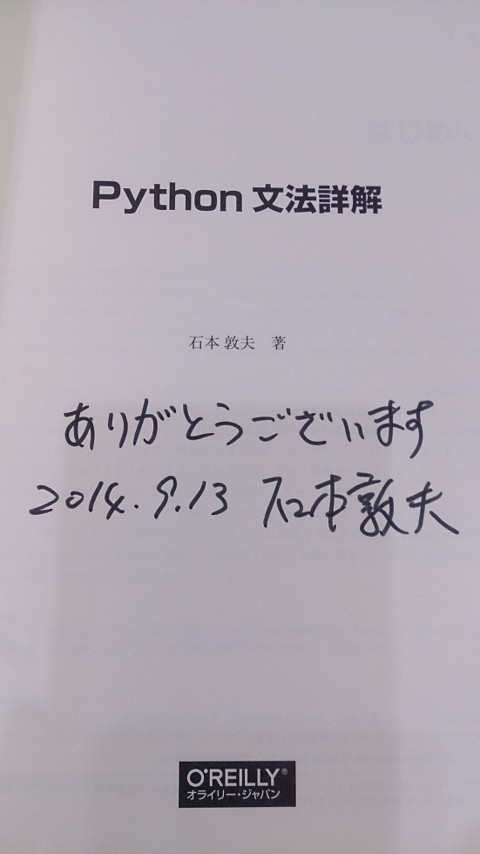 Python 文法詳解
石本 敦夫 著
ありがとうございます
2014.9.13 石本敦夫
O'REILLY®
オライリー・ジャパン